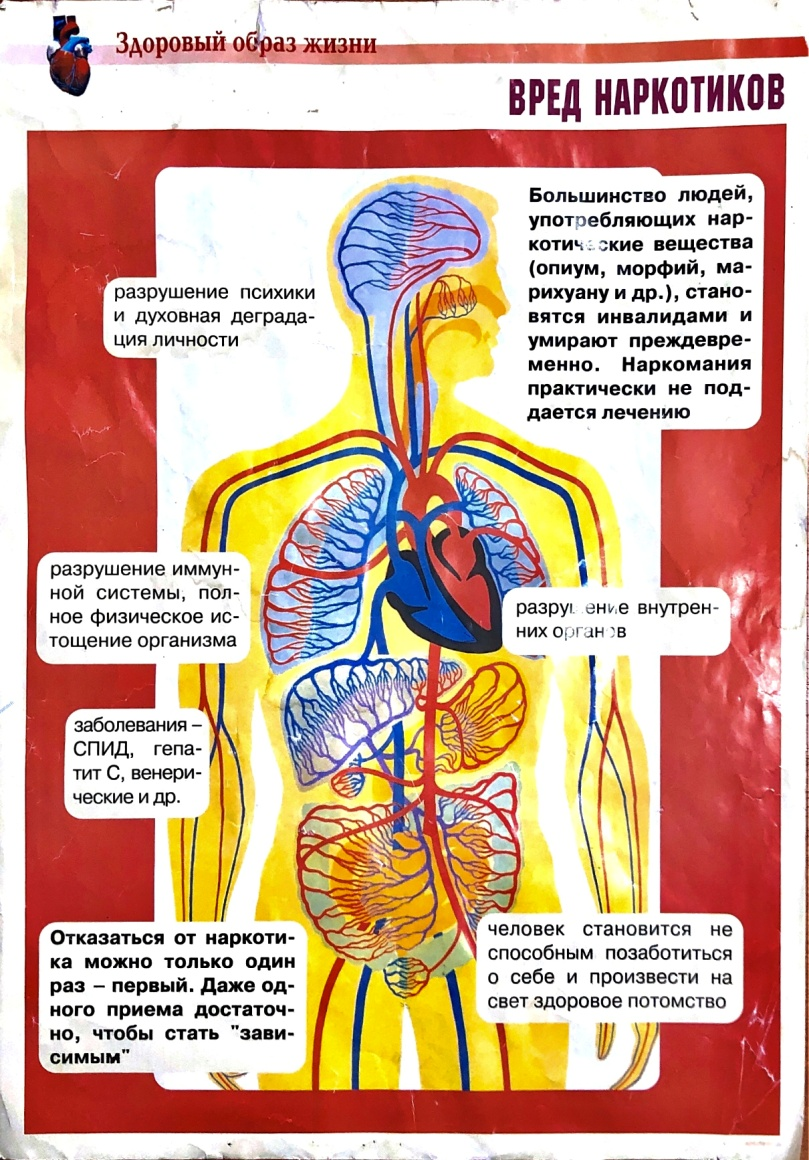 Здоровый образ жизни
ВРЕД НАРКОТИКОВ
Большинство людей,
употребляющих нар-
котические вещества
(опиум, морфий, ма-
рихуану и др.), стано-
вятся инвалидами и
умирают преждевре-
менно. Наркомания
практически не под-
дается лечению
разрушение психики
и духовная деграда-
ция личности
разрушение иммун-
ной системы, пол-
ное физическое ис-
тощение организма
разрушение внутрен-
них органов
заболевания –
СПИД, гепа-
тит С, венери-
ческие и др.
Отказаться от наркоти-
ка можно только один
раз – первый. Даже од-
ного приема достаточ-
но, чтобы стать "зави-
симым"
человек становится не
способным позаботиться
о себе и произвести на
свет здоровое потомство